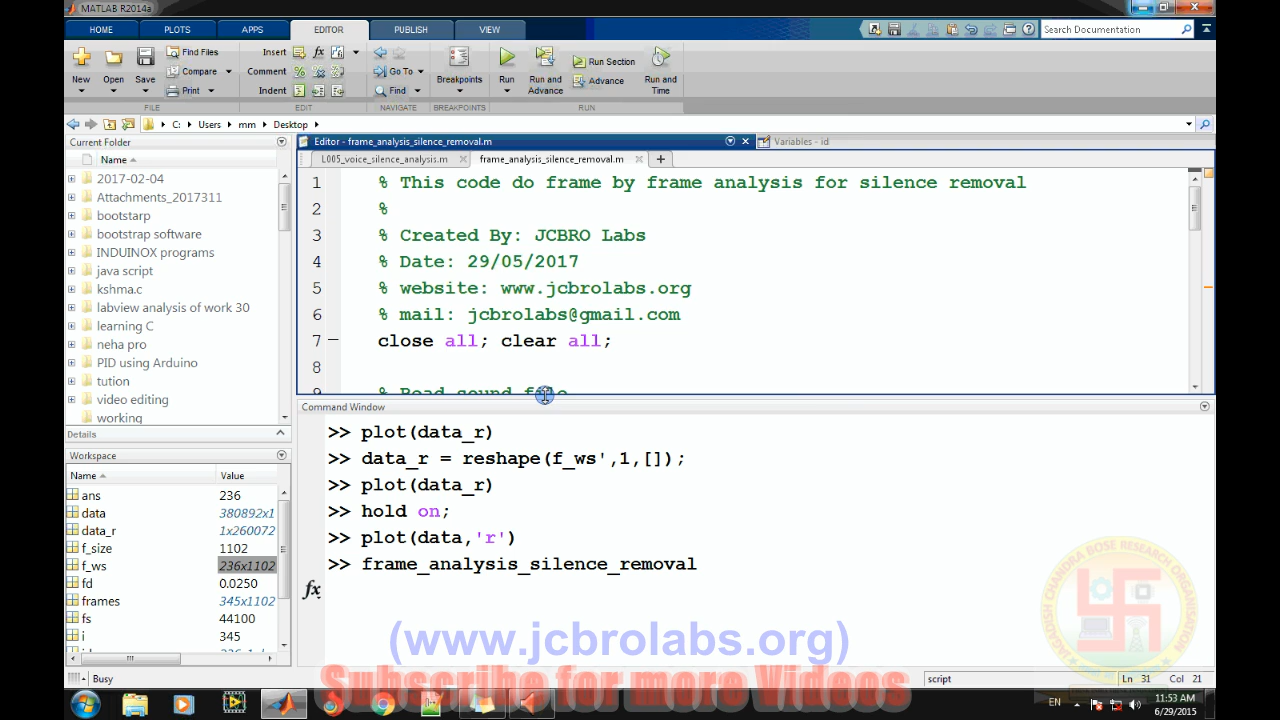 MATLAB R2014a
HOME PLOTS APPS EDITOR PUBLISH VIEW Search Documentation
New Open Save Find Files Compare Print Insert Comment Indent fx Go To Find Breakpoints Run Run and Advance Run Section Advance Run and Time
FILE EDIT NAVIGATE BREAKPOINTS RUN
C: Users mm Desktop
Current Folder
Name
2017-02-04
Attachments_2017311
bootstarp
bootstrap software
INDUINOX programs
java script
kshma.c
labview analysis of work 30
learning C
neha pro
PID using Arduino
tution
video editing
working
Details
Workspace
Name Value
ans 236
data 380892x1
data_r 1x260072
f_size 1102
f_ws 236x1102
fd 0.0250
frames 345x1102
fs 44100
i 345
Editor - frame_analysis_silence_removal.m Variables - id
L005_voice_silence_analysis.m frame_analysis_silence_removal.m
1 % This code do frame by frame analysis for silence removal
2 %
3 % Created By: JCBRO Labs
4 % Date: 29/05/2017
5 % website: www.jcbrolabs.org
6 % mail: jcbrolabs@gmail.com
7 close all; clear all;
8
9 % Read sound file
Command Window
>> plot(data_r)
>> data_r = reshape(f_ws',1,[]);
>> plot(data_r)
>> hold on;
>> plot(data,'r')
>> frame_analysis_silence_removal
fx
(www.jcbrolabs.org)
Subscribe for more Videos
Busy script Ln 31 Col 21
EN 11:53 AM
6/29/2015